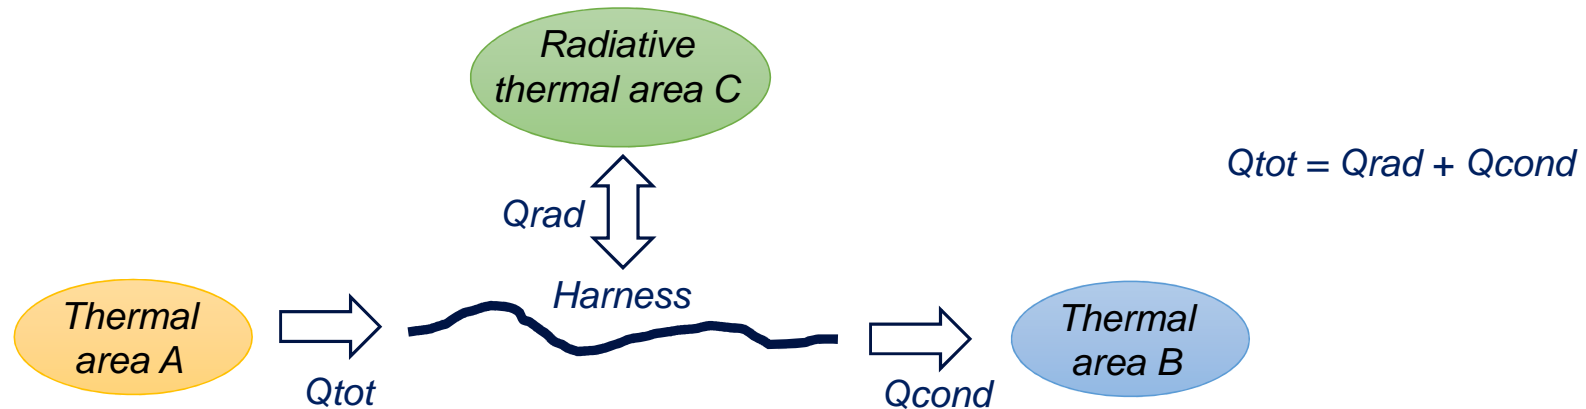 Radiative
thermal area C
Qtot = Qrad + Qcond
Qrad
Harness
Thermal
area A
Thermal
area B
Qtot
Qcond